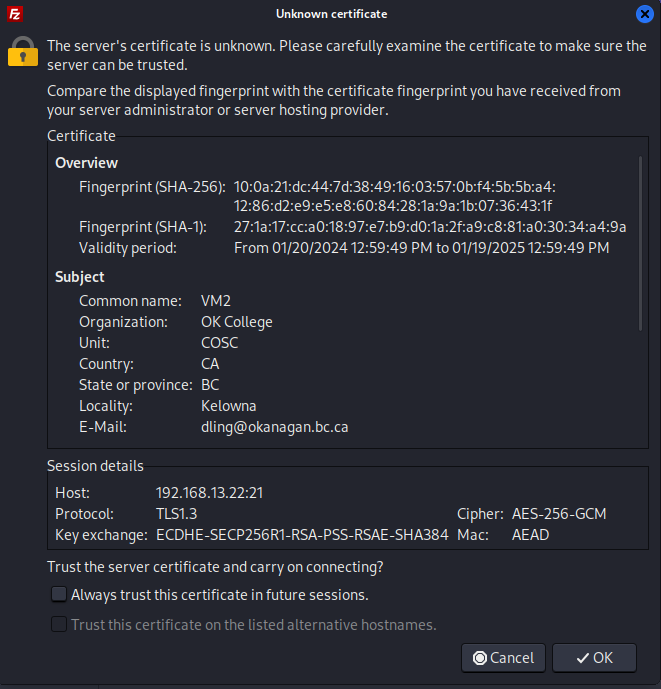 Unknown certificate
The server's certificate is unknown. Please carefully examine the certificate to make sure the
server can be trusted.
Compare the displayed fingerprint with the certificate fingerprint you have received from
your server administrator or server hosting provider.
Certificate
Overview
Fingerprint (SHA-256): 10:0a:21:dc:44:7d:38:49:16:03:57:0b:f4:5b:5b:a4:
12:86:d2:e9:e5:e8:60:84:28:1a:9a:1b:07:36:43:1f
Fingerprint (SHA-1): 27:1a:17:cc:a0:18:97:e7:b9:d0:1a:2f:a9:c8:81:a0:30:34:a4:9a
Validity period: From 01/20/2024 12:59:49 PM to 01/19/2025 12:59:49 PM
Subject
Common name: VM2
Organization: OK College
Unit: COSC
Country: CA
State or province: BC
Locality: Kelowna
E-Mail: dling@okanagan.bc.ca
Session details
Host: 192.168.13.22:21
Protocol: TLS1.3 Cipher: AES-256-GCM
Key exchange: ECDHE-SECP256R1-RSA-PSS-RSAE-SHA384 Mac: AEAD
Trust the server certificate and carry on connecting?
Always trust this certificate in future sessions.
Trust this certificate on the listed alternative hostnames.
Cancel OK